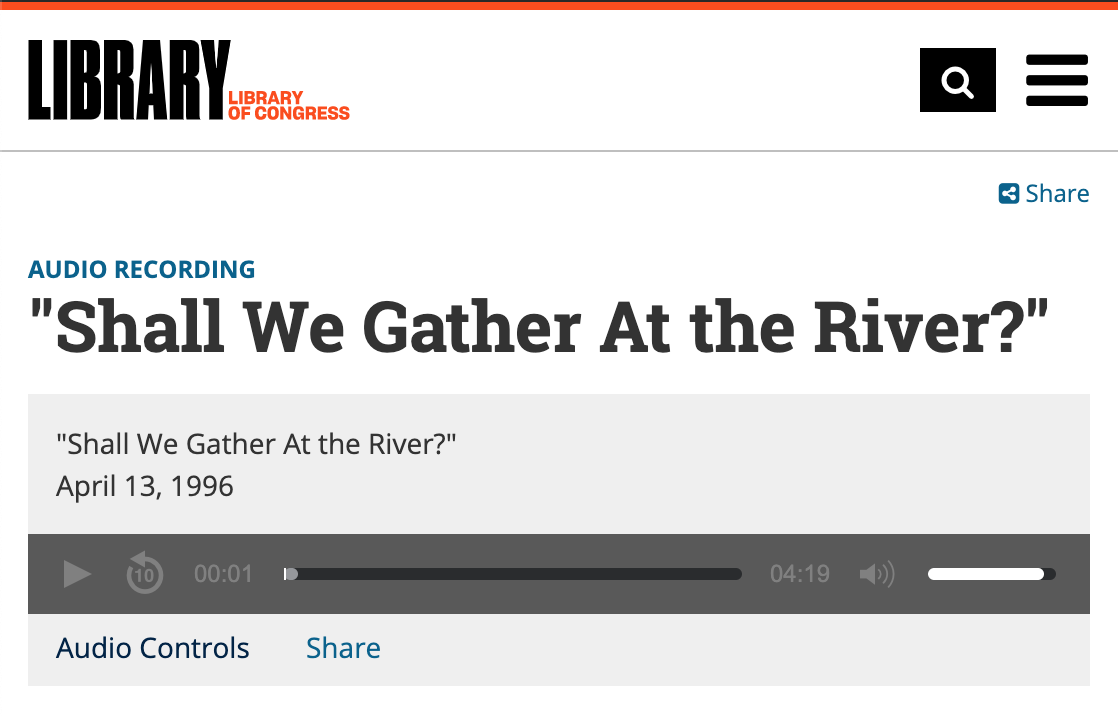 LIBRARY
LIBRARY
OF CONGRESS
Share
AUDIO RECORDING
"Shall We Gather At the River?"
"Shall We Gather At the River?"
April 13, 1996
10 00:01 04:19
Audio Controls Share